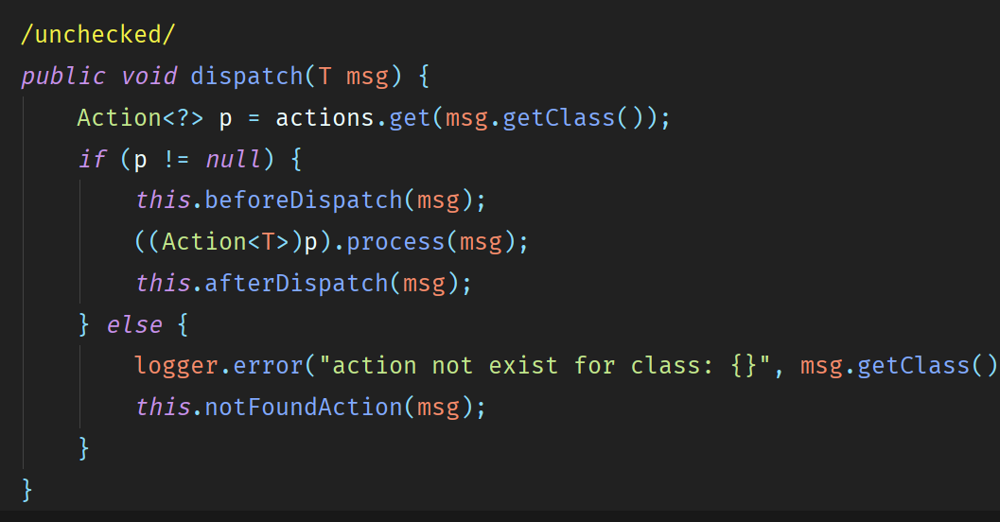 /unchecked/
public void dispatch(T msg) {
    Action<?> p = actions.get(msg.getClass());
    if (p != null) {
        this.beforeDispatch(msg);
        ((Action<T>)p).process(msg);
        this.afterDispatch(msg);
    } else {
        logger.error("action not exist for class: {}", msg.getClass()
        this.notFoundAction(msg);
    }
}